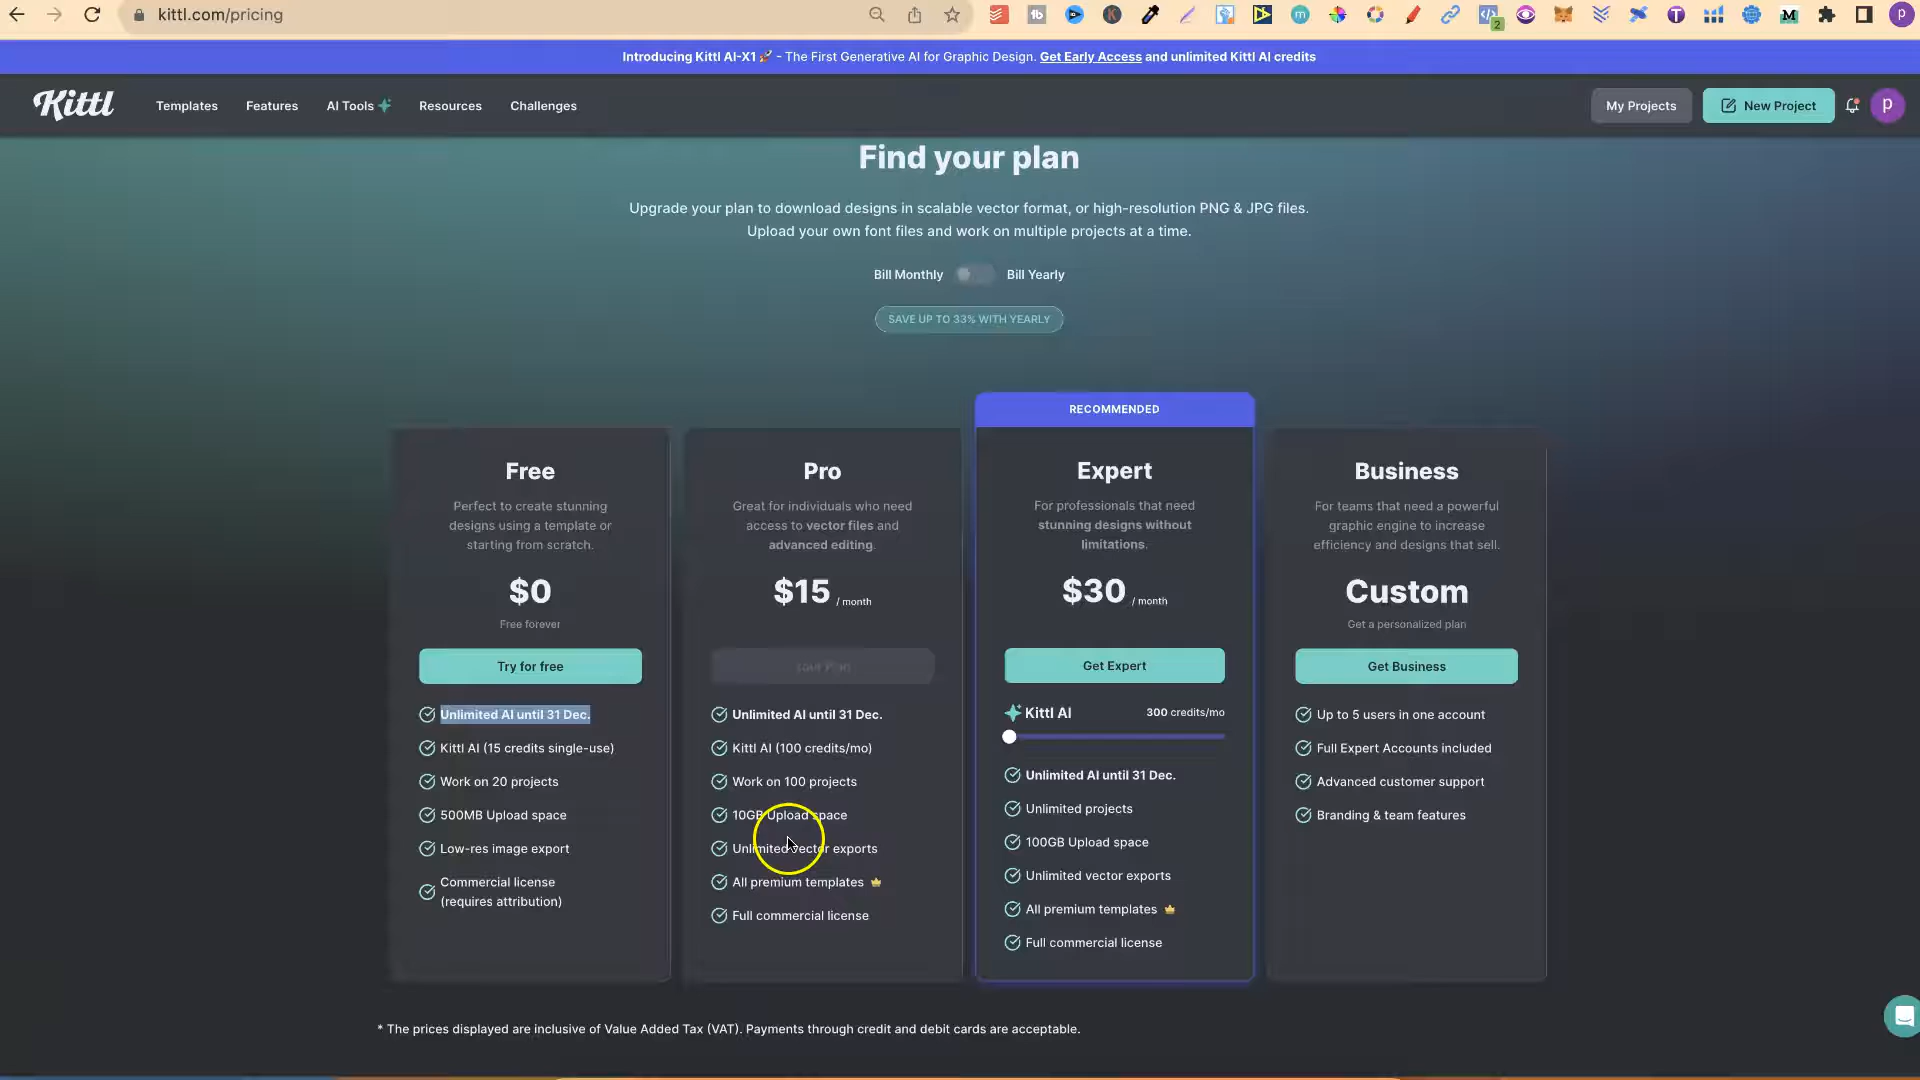 kittl.com/pricing
2
P
Introducing Kittl AI-X1 🚀 - The First Generative AI for Graphic Design. Get Early Access and unlimited Kittl AI credits
Kittl
Templates
Features
AI Tools
Resources
Challenges
My Projects
New Project
p
Find your plan
Upgrade your plan to download designs in scalable vector format, or high-resolution PNG & JPG files.
Upload your own font files and work on multiple projects at a time.
Bill Monthly
Bill Yearly
SAVE UP TO 33% WITH YEARLY
Free
Perfect to create stunning
designs using a template or
starting from scratch.
$0
Free forever
Try for free
Unlimited AI until 31 Dec.
Kittl AI (15 credits single-use)
Work on 20 projects
500MB Upload space
Low-res image export
Commercial license
(requires attribution)
Pro
Great for individuals who need
access to vector files and
advanced editing.
$15 / month
Your Plan
Unlimited AI until 31 Dec.
Kittl AI (100 credits/mo)
Work on 100 projects
10GB Upload space
Unlimited vector exports
All premium templates
Full commercial license
RECOMMENDED
Expert
For professionals that need
stunning designs without
limitations.
$30 / month
Get Expert
Kittl AI
300 credits/mo
Unlimited AI until 31 Dec.
Unlimited projects
100GB Upload space
Unlimited vector exports
All premium templates
Full commercial license
Business
For teams that need a powerful
graphic engine to increase
efficiency and designs that sell.
Custom
Get a personalized plan
Get Business
Up to 5 users in one account
Full Expert Accounts included
Advanced customer support
Branding & team features
* The prices displayed are inclusive of Value Added Tax (VAT). Payments through credit and debit cards are acceptable.